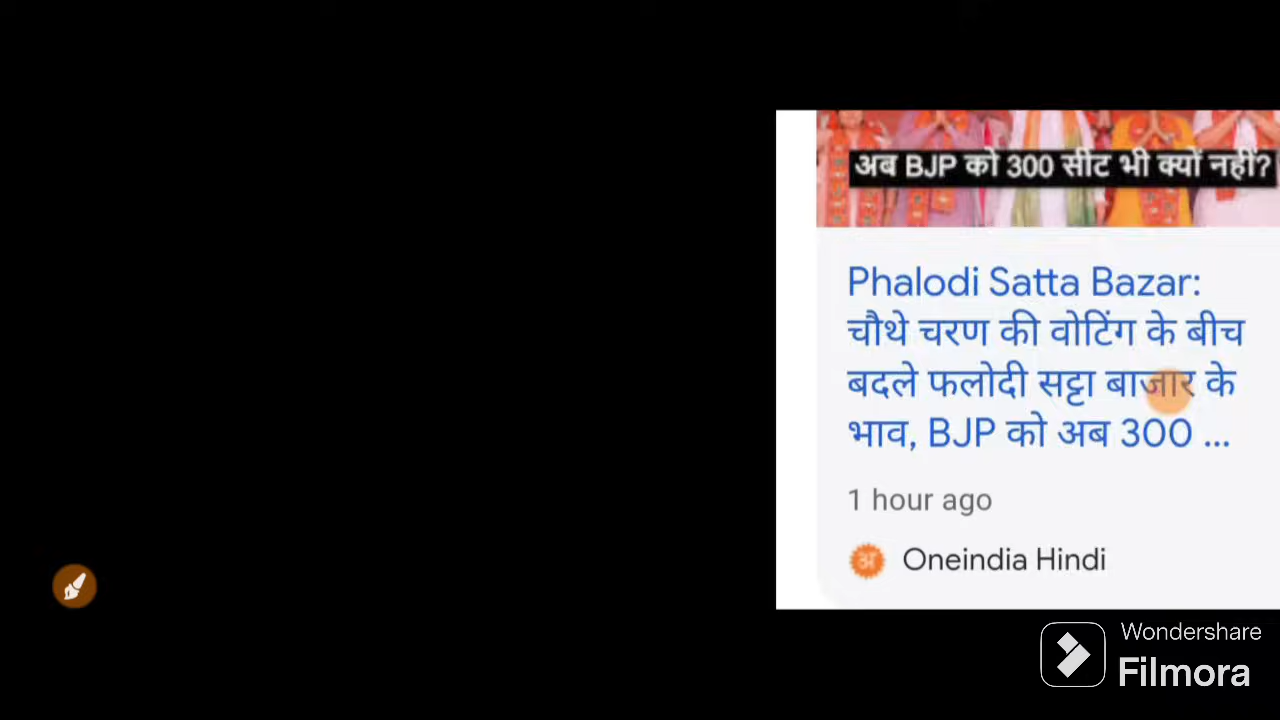 अब BJP को 300 सीट भी क्यों नहीं?
Phalodi Satta Bazar:
चौथे चरण की वोटिंग के बीच
बदले फलोदी सट्टा बाजार के
भाव, BJP को अब 300 ...
1 hour ago
अ
Oneindia Hindi
Wondershare
Filmora